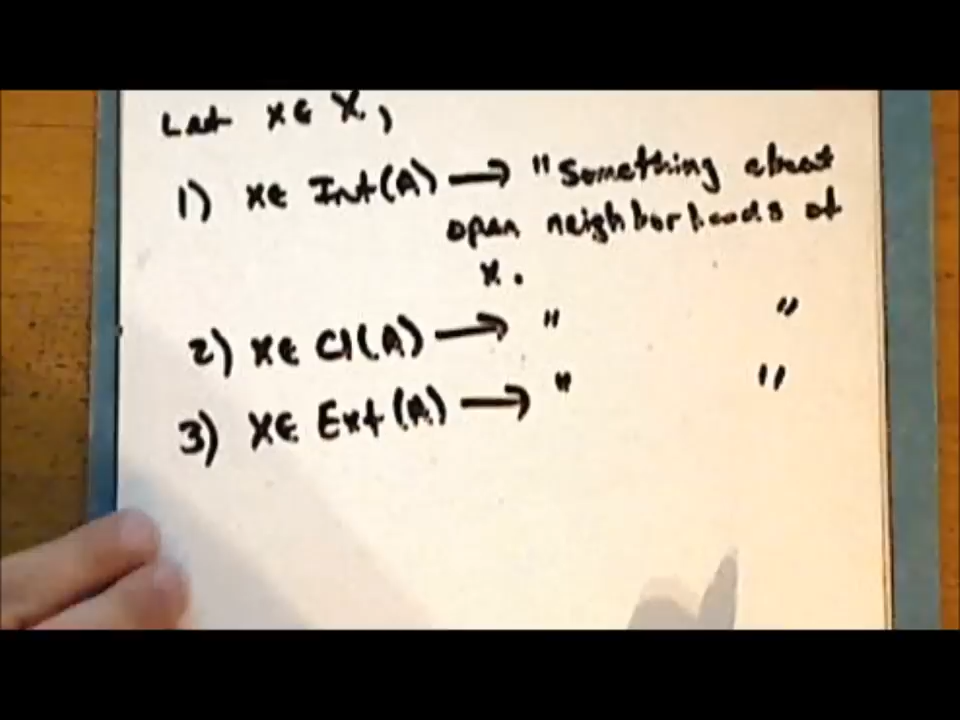 Let x ∈ X,
1) x ∈ Int(A) → "Something about
open neighborhoods of
x.
2) x ∈ Cl(A) → " "
3) x ∈ Ext(A) → " "